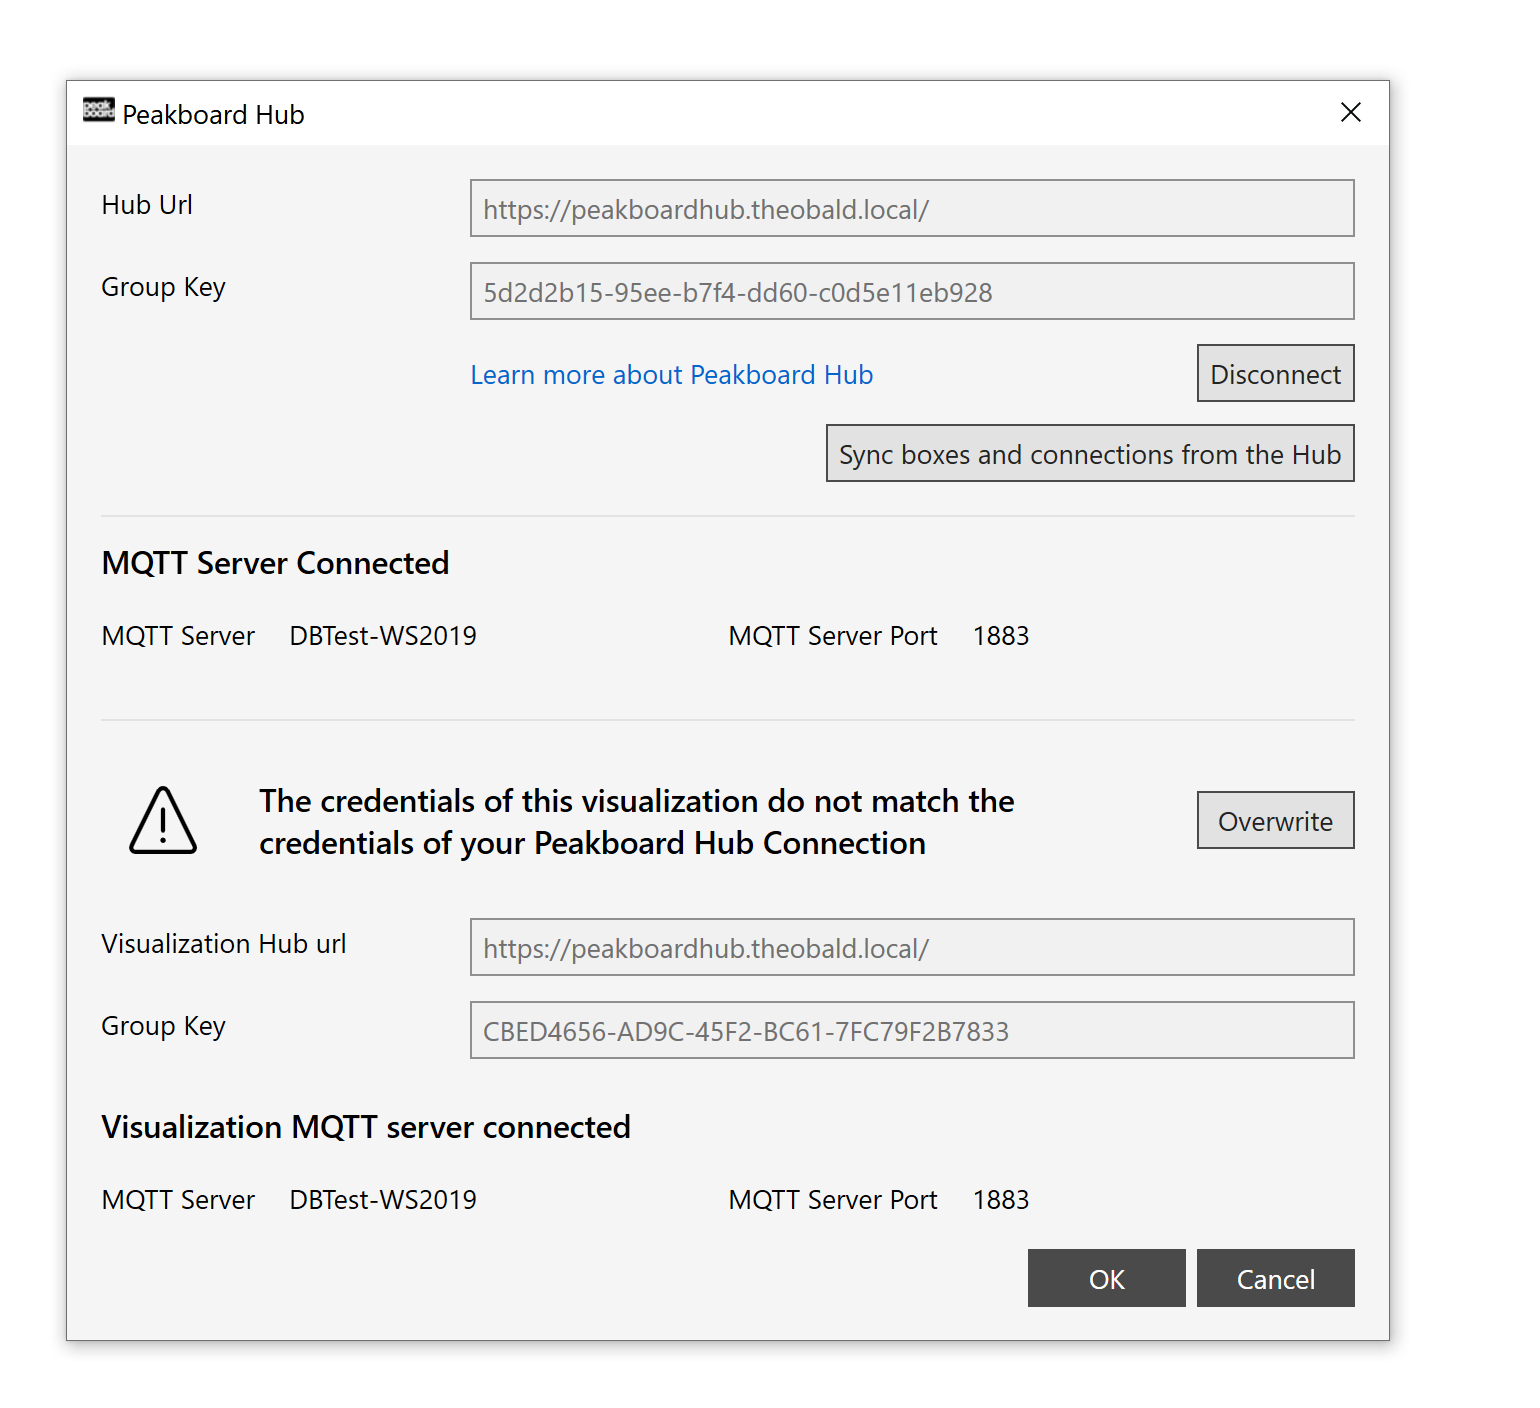 peak
board
Peakboard Hub
Hub Url
https://peakboardhub.theobald.local/
Group Key
5d2d2b15-95ee-b7f4-dd60-c0d5e11eb928
Learn more about Peakboard Hub
Disconnect
Sync boxes and connections from the Hub
MQTT Server Connected
MQTT Server DBTest-WS2019 MQTT Server Port 1883
The credentials of this visualization do not match the
credentials of your Peakboard Hub Connection
Overwrite
Visualization Hub url
https://peakboardhub.theobald.local/
Group Key
CBED4656-AD9C-45F2-BC61-7FC79F2B7833
Visualization MQTT server connected
MQTT Server DBTest-WS2019 MQTT Server Port 1883
OK Cancel